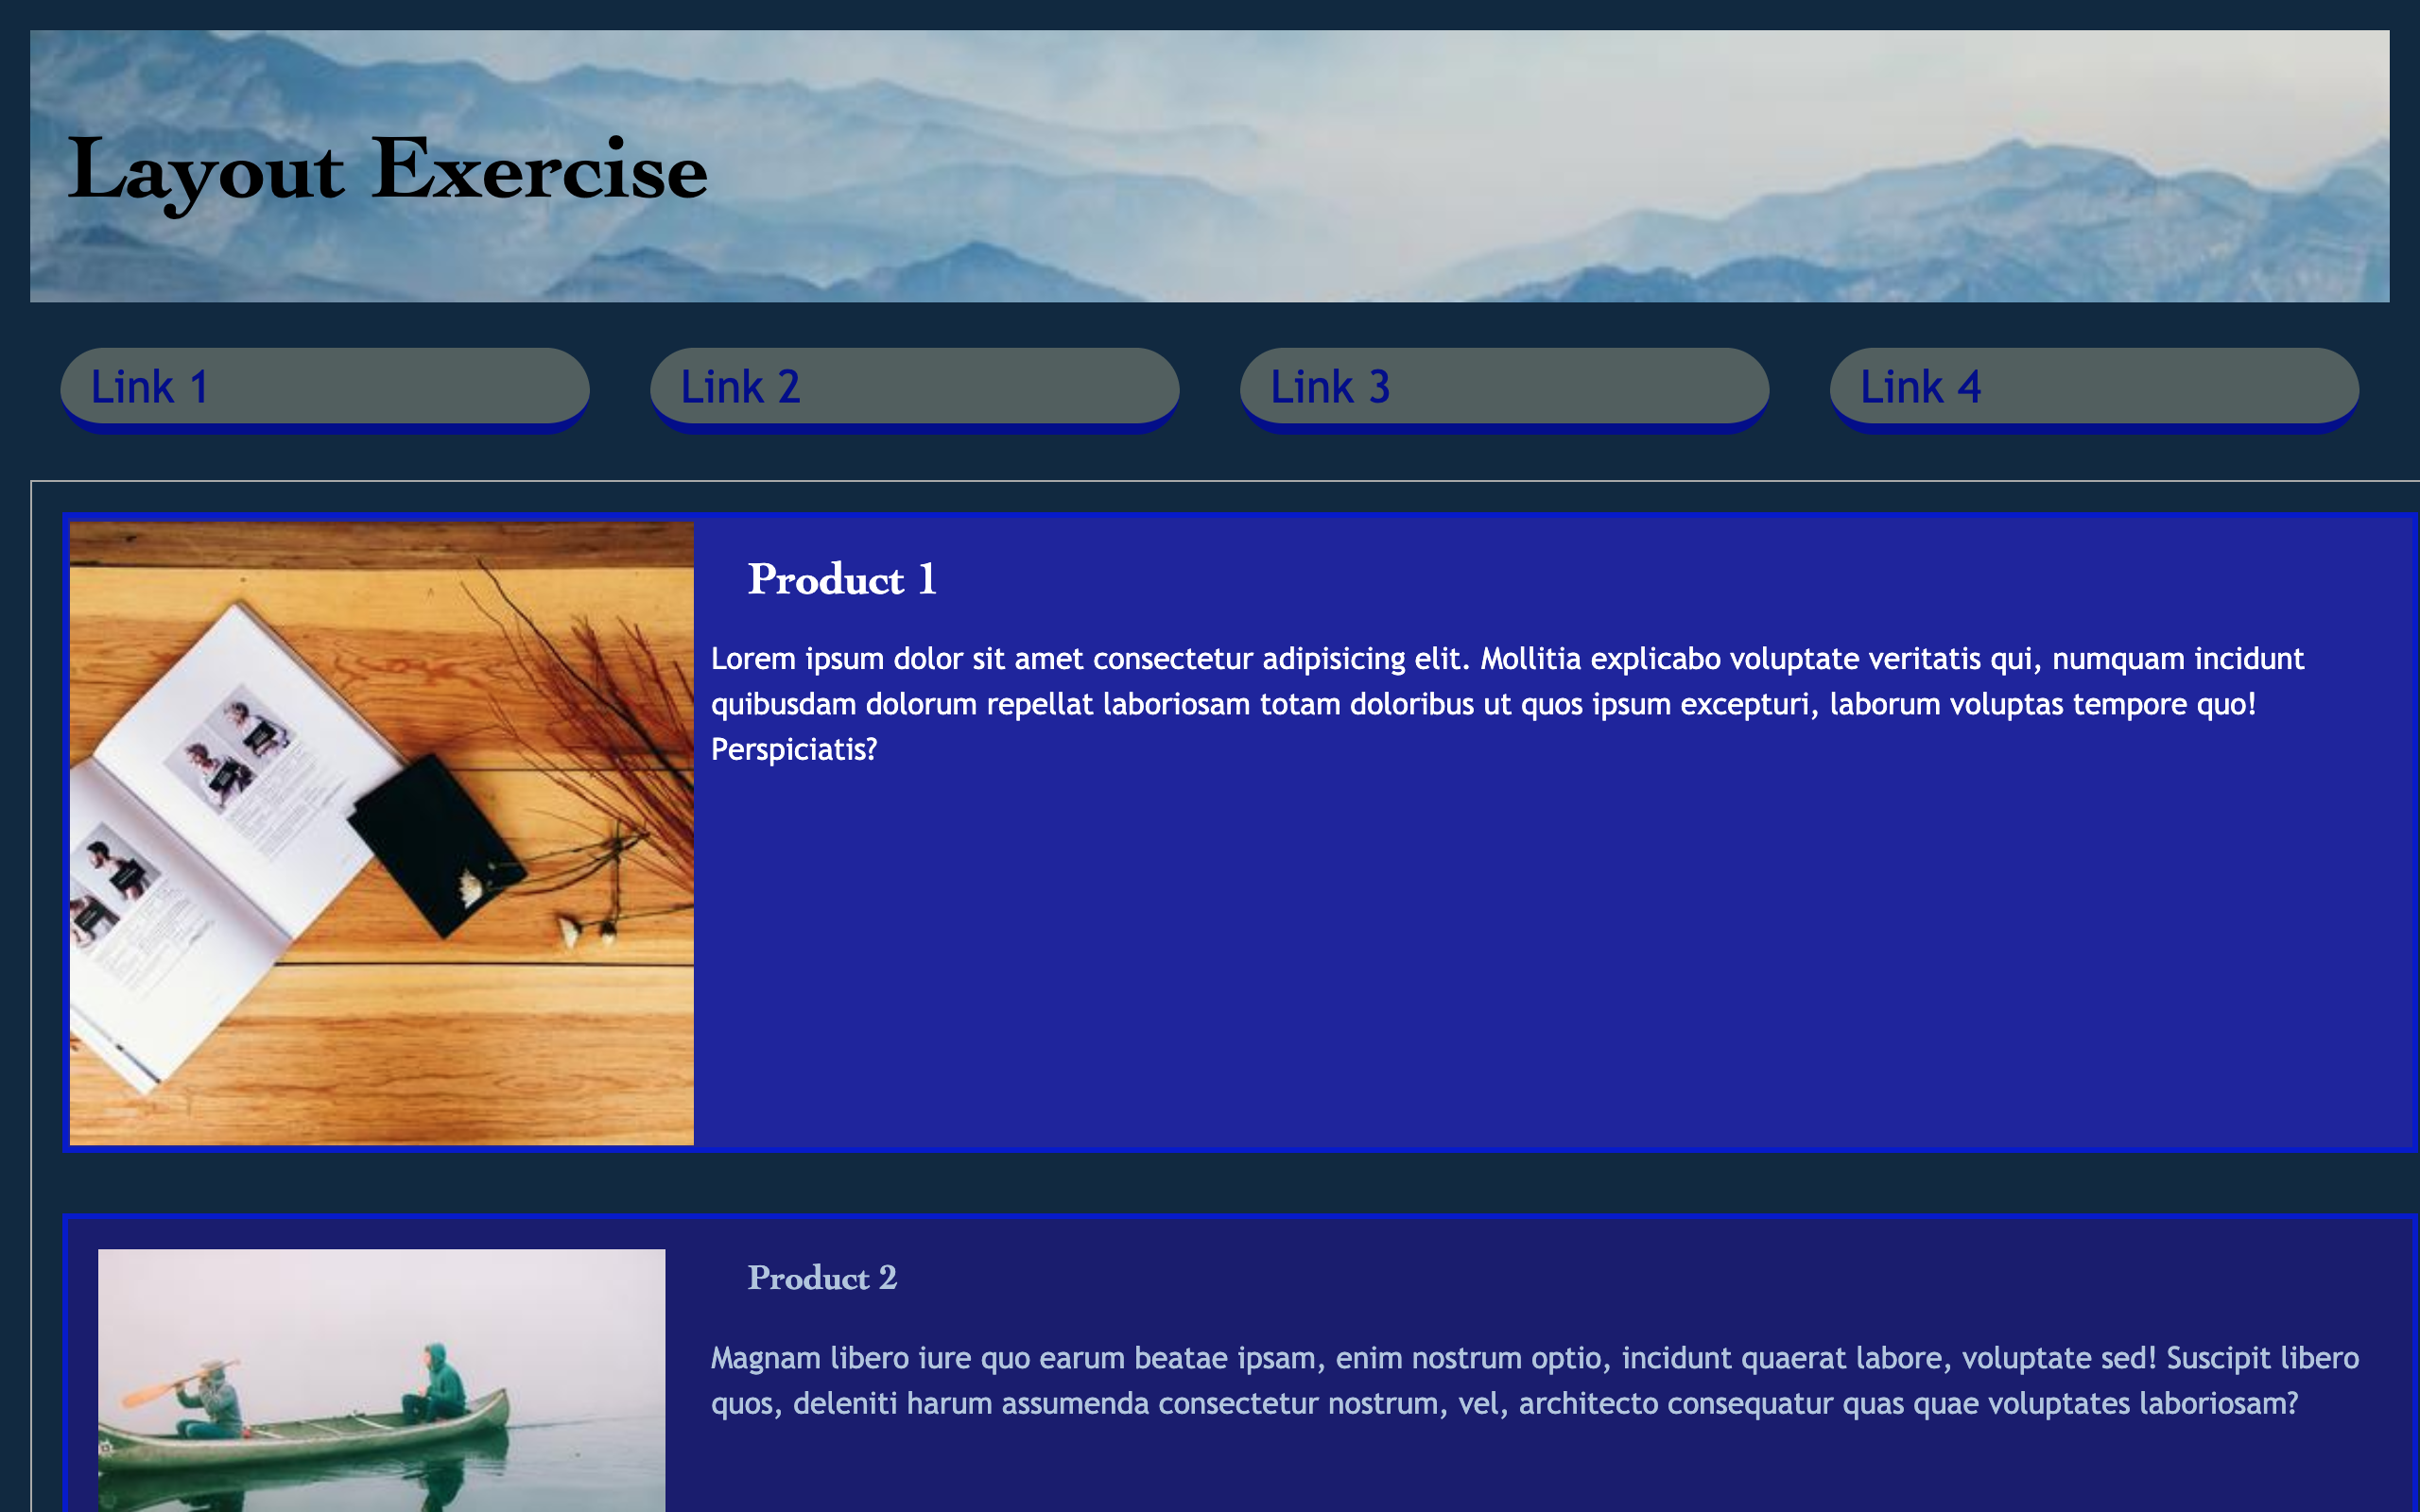 Layout Exercise
Link 1
Link 2
Link 3
Link 4
Product 1
Lorem ipsum dolor sit amet consectetur adipisicing elit. Mollitia explicabo voluptate veritatis qui, numquam incidunt
quibusdam dolorum repellat laboriosam totam doloribus ut quos ipsum excepturi, laborum voluptas tempore quo!
Perspiciatis?
Product 2
Magnam libero iure quo earum beatae ipsam, enim nostrum optio, incidunt quaerat labore, voluptate sed! Suscipit libero
quos, deleniti harum assumenda consectetur nostrum, vel, architecto consequatur quas quae voluptates laboriosam?